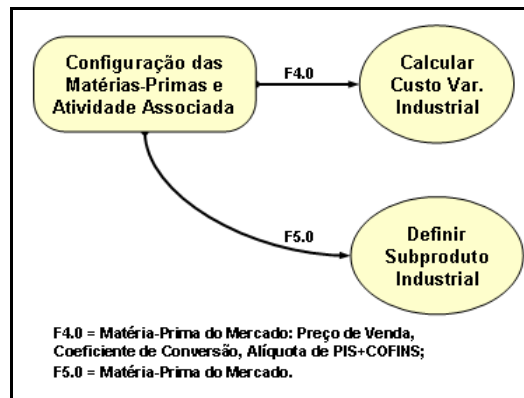 Configuração das
Matérias-Primas e
Atividade Associada
F4.0
Calcular
Custo Var.
Industrial
F5.0
Definir
Subproduto
Industrial
F4.0 = Matéria-Prima do Mercado: Preço de Venda,
Coeficiente de Conversão, Alíquota de PIS+COFINS;
F5.0 = Matéria-Prima do Mercado.